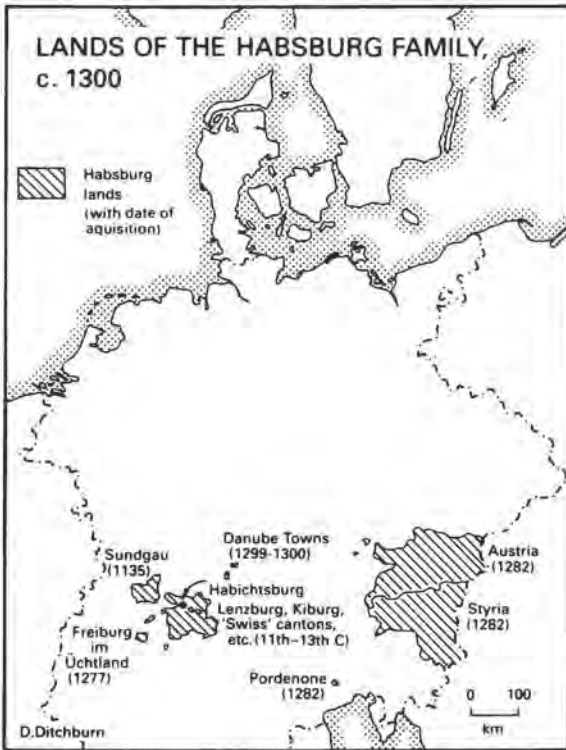 LANDS OF THE HABSBURG FAMILY,
c. 1300
Habsburg
lands
(with date of
aquisition)
Danube Towns
(1299-1300)
Sundgau
(1135)
Habichtsburg
Lenzburg, Kiburg,
'Swiss' cantons,
etc. (11th–13th C)
Freiburg
im
Üchtland
(1277)
Austria
(1282)
Styria
(1282)
Pordenone
(1282)
0 100
km
D.Ditchburn